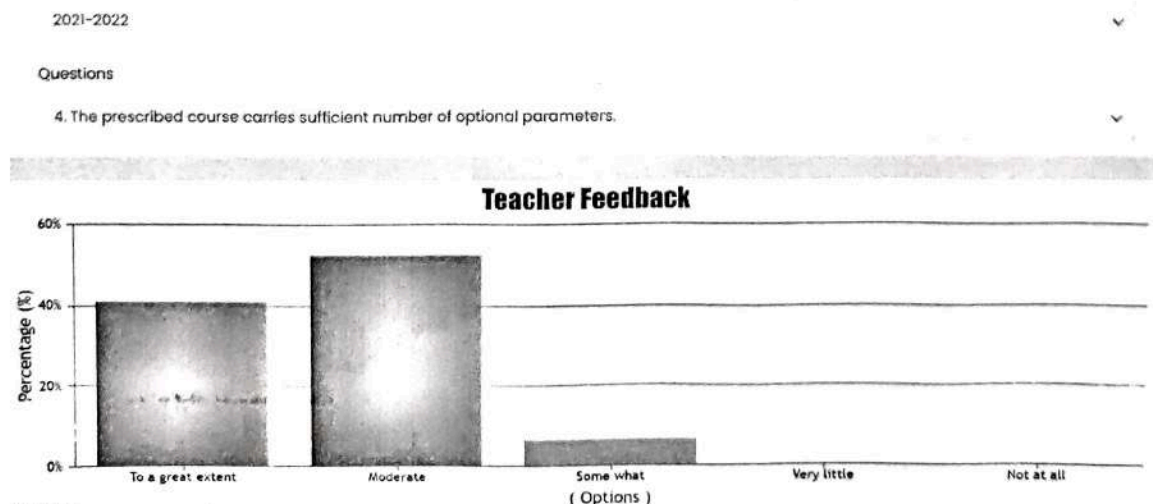 2021-2022
Questions
4. The prescribed course carries sufficient number of optional parameters.
Teacher Feedback
60%
40%
20%
0%
Percentage (%)
To a great extent
Moderate
Some what
Very little
Not at all
( Options )